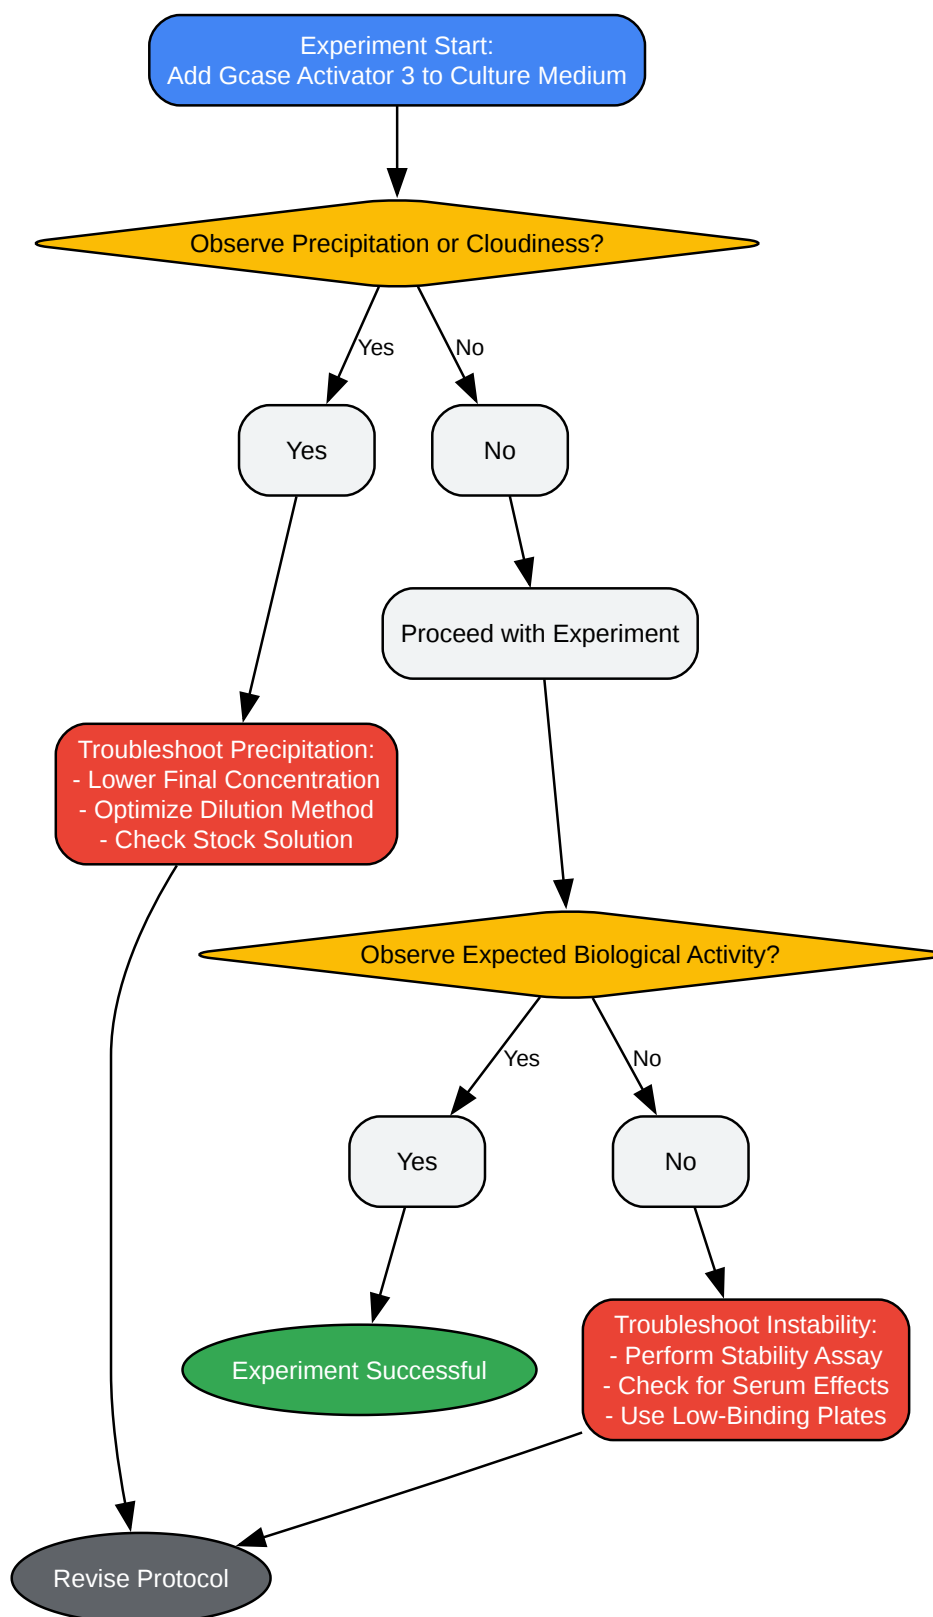 Experiment Start:
Add Gcase Activator 3 to Culture Medium
Observe Precipitation or Cloudiness?
Yes
No
Yes
No
Proceed with Experiment
Troubleshoot Precipitation:
- Lower Final Concentration
- Optimize Dilution Method
- Check Stock Solution
Observe Expected Biological Activity?
Yes
No
Yes
No
Experiment Successful
Troubleshoot Instability:
- Perform Stability Assay
- Check for Serum Effects
- Use Low-Binding Plates
Revise Protocol